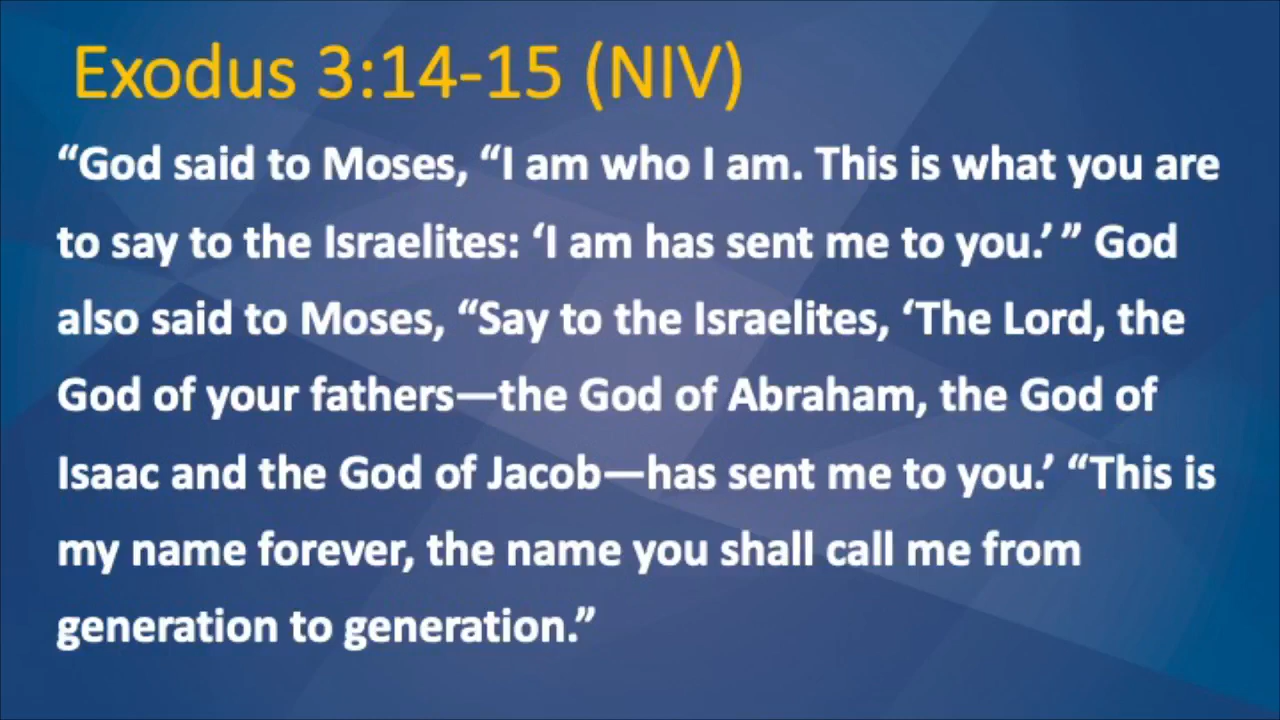 Exodus 3:14-15 (NIV)
“God said to Moses, “I am who I am. This is what you are
to say to the Israelites: ‘I am has sent me to you.’ ” God
also said to Moses, “Say to the Israelites, ‘The Lord, the
God of your fathers—the God of Abraham, the God of
Isaac and the God of Jacob—has sent me to you.’ “This is
my name forever, the name you shall call me from
generation to generation.”